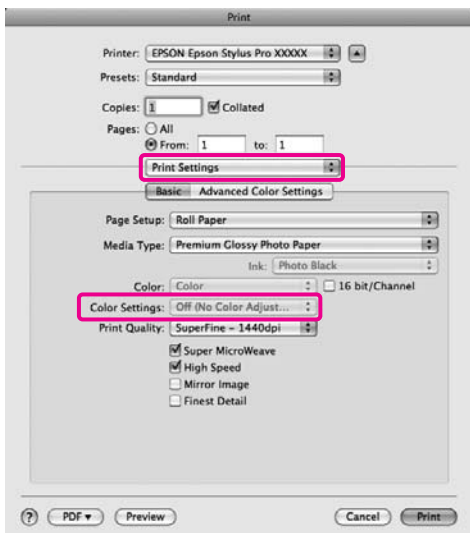 Print
Printer: EPSON Epson Stylus Pro XXXXX
Presets: Standard
Copies: 1 Collated
Pages: All
From: 1 to: 1
Print Settings
Basic Advanced Color Settings
Page Setup: Roll Paper
Media Type: Premium Glossy Photo Paper
Ink: Photo Black
Color: Color 16 bit/Channel
Color Settings: Off (No Color Adjust...
Print Quality: SuperFine – 1440dpi
Super MicroWeave
High Speed
Mirror Image
Finest Detail
? PDF Preview Cancel Print